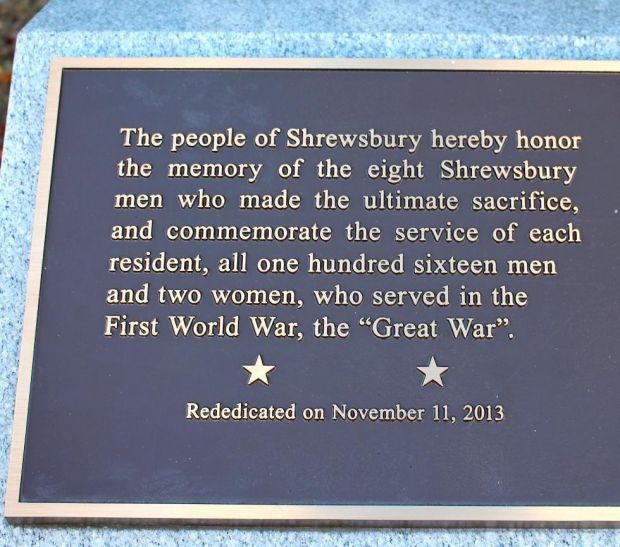 The people of Shrewsbury hereby honor
the memory of the eight Shrewsbury
men who made the ultimate sacrifice,
and commemorate the service of each
resident, all one hundred sixteen men
and two women, who served in the
First World War, the “Great War”.
Rededicated on November 11, 2013